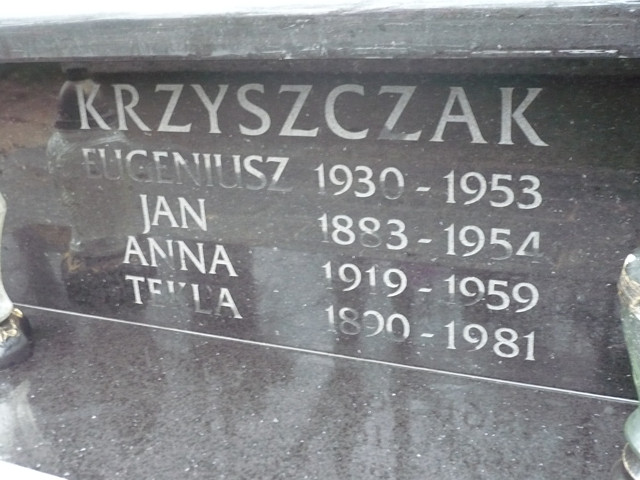 KRZYSZCZAK
EUGENIUSZ 1930 - 1953
JAN 1883 - 1954
ANNA 1919 - 1959
TEKLA 1890 - 1981